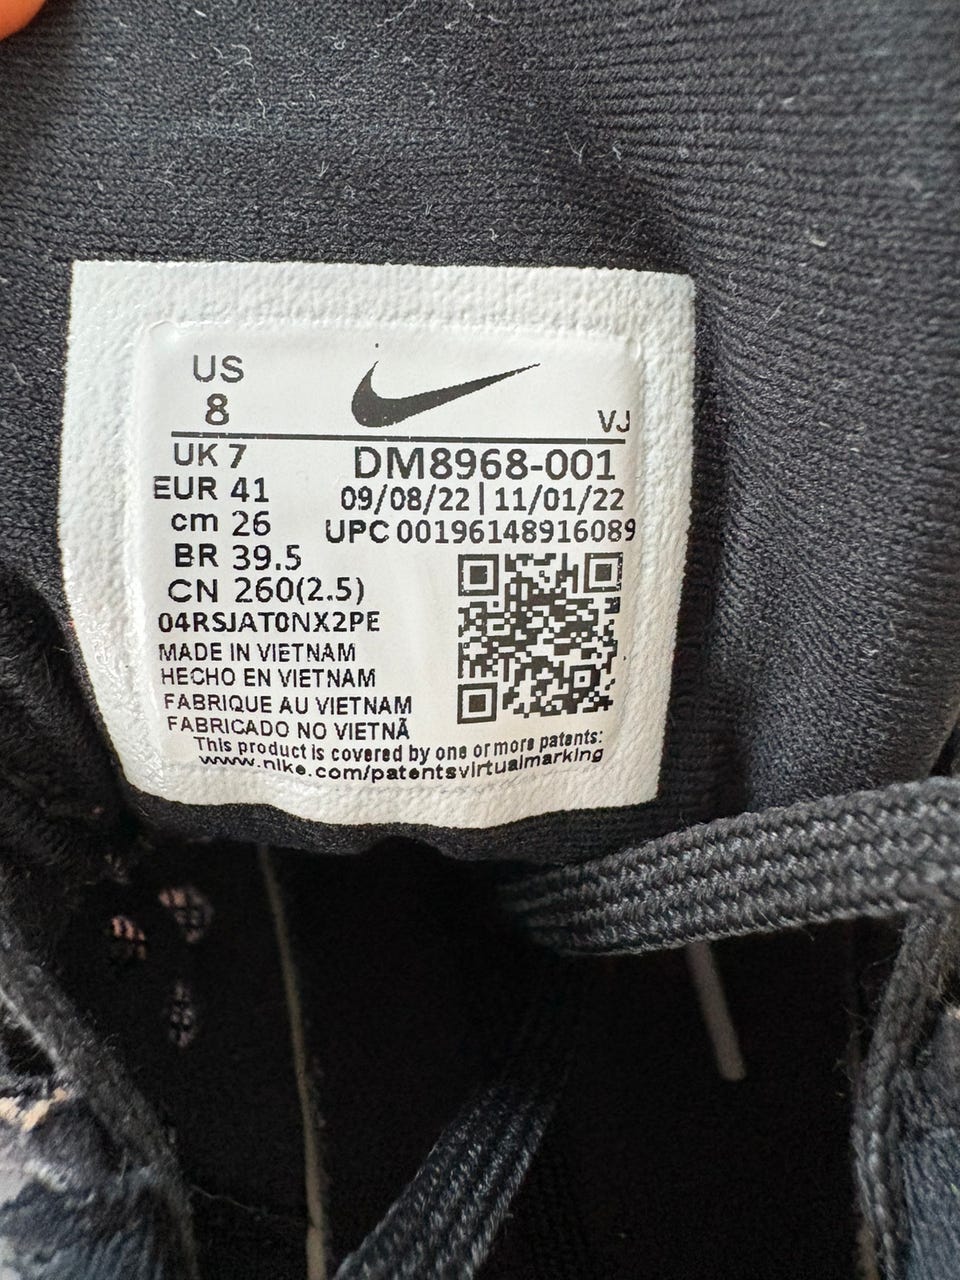 US
8
VJ
UK 7
DM8968-001
EUR 41
09/08/22 | 11/01/22
cm 26
UPC 00196148916089
BR 39.5
CN 260(2.5)
04RSJAT0NX2PE
MADE IN VIETNAM
HECHO EN VIETNAM
FABRIQUE AU VIETNAM
FABRICADO NO VIETNÃ
This product is covered by one or more patents:
www.nike.com/patentsvirtualmarking